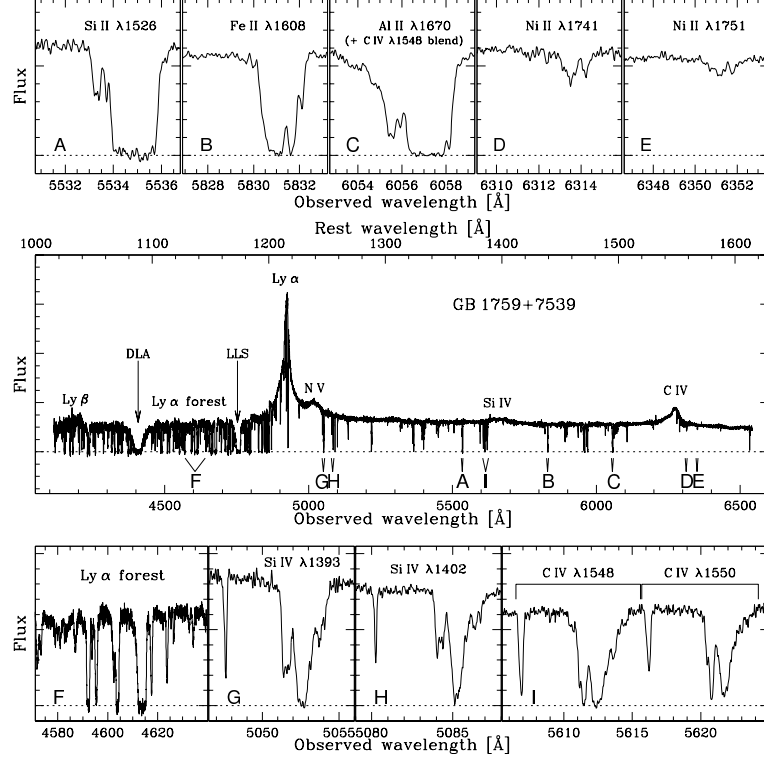 Si II λ1526
Fe II λ1608
Al II λ1670
(+ C IV λ1548 blend)
Ni II λ1741
Ni II λ1751
Flux
A
B
C
D
E
5532 5534 5536
5828 5830 5832
6054 6056 6058
6310 6312 6314
6348 6350 6352
Observed wavelength [Å]
Rest wavelength [Å]
1000 1100 1200 1300 1400 1500 1600
Ly α
GB 1759+7539
Flux
DLA
LLS
Ly β
Ly α forest
N V
Si IV
C IV
F
G
H
A
I
B
C
D
E
4500 5000 5500 6000 6500
Observed wavelength [Å]
Ly α forest
Si IV λ1393
Si IV λ1402
C IV λ1548
C IV λ1550
Flux
F
G
H
I
4580 4600 4620
5050 5055
5080 5085
5610 5615 5620
Observed wavelength [Å]